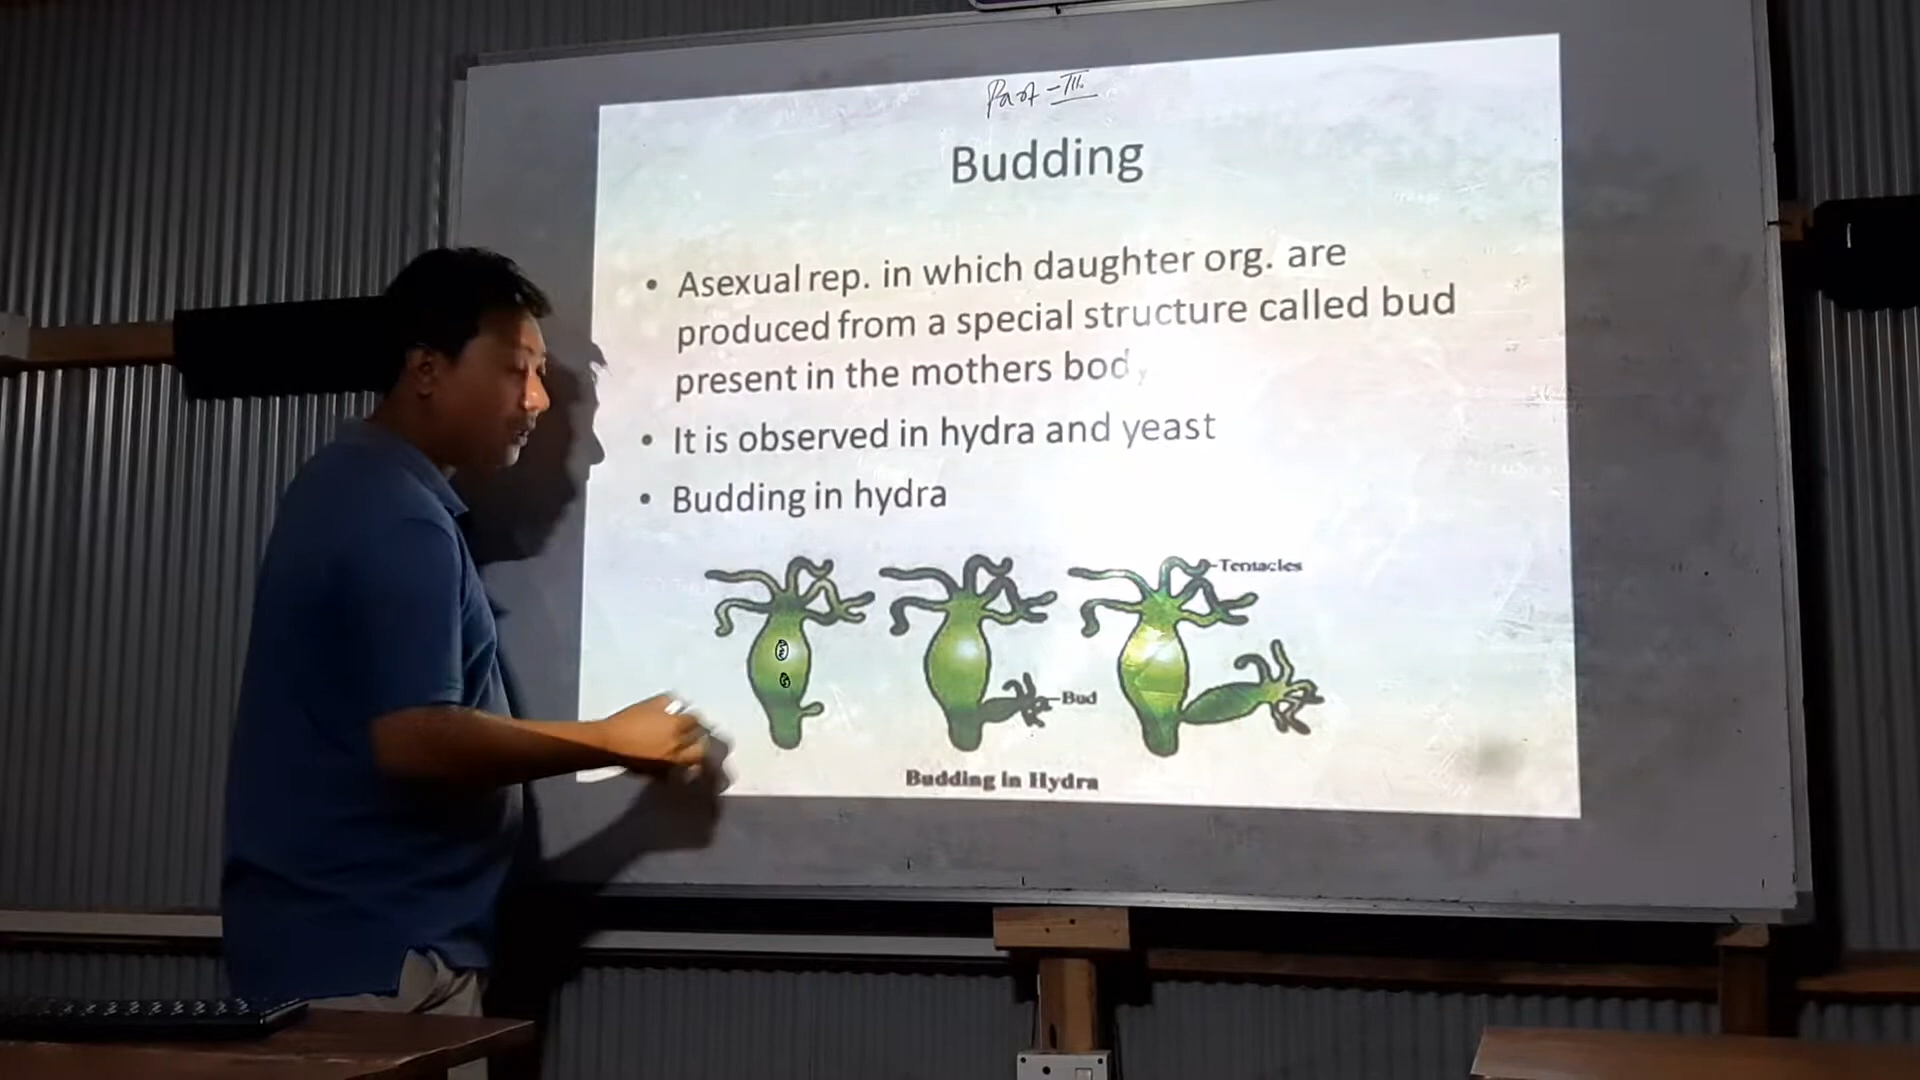 Part - III.
Budding
• Asexual rep. in which daughter org. are
produced from a special structure called bud
present in the mothers body
• It is observed in hydra and yeast
• Budding in hydra
Tentacles
Bud
Budding in Hydra